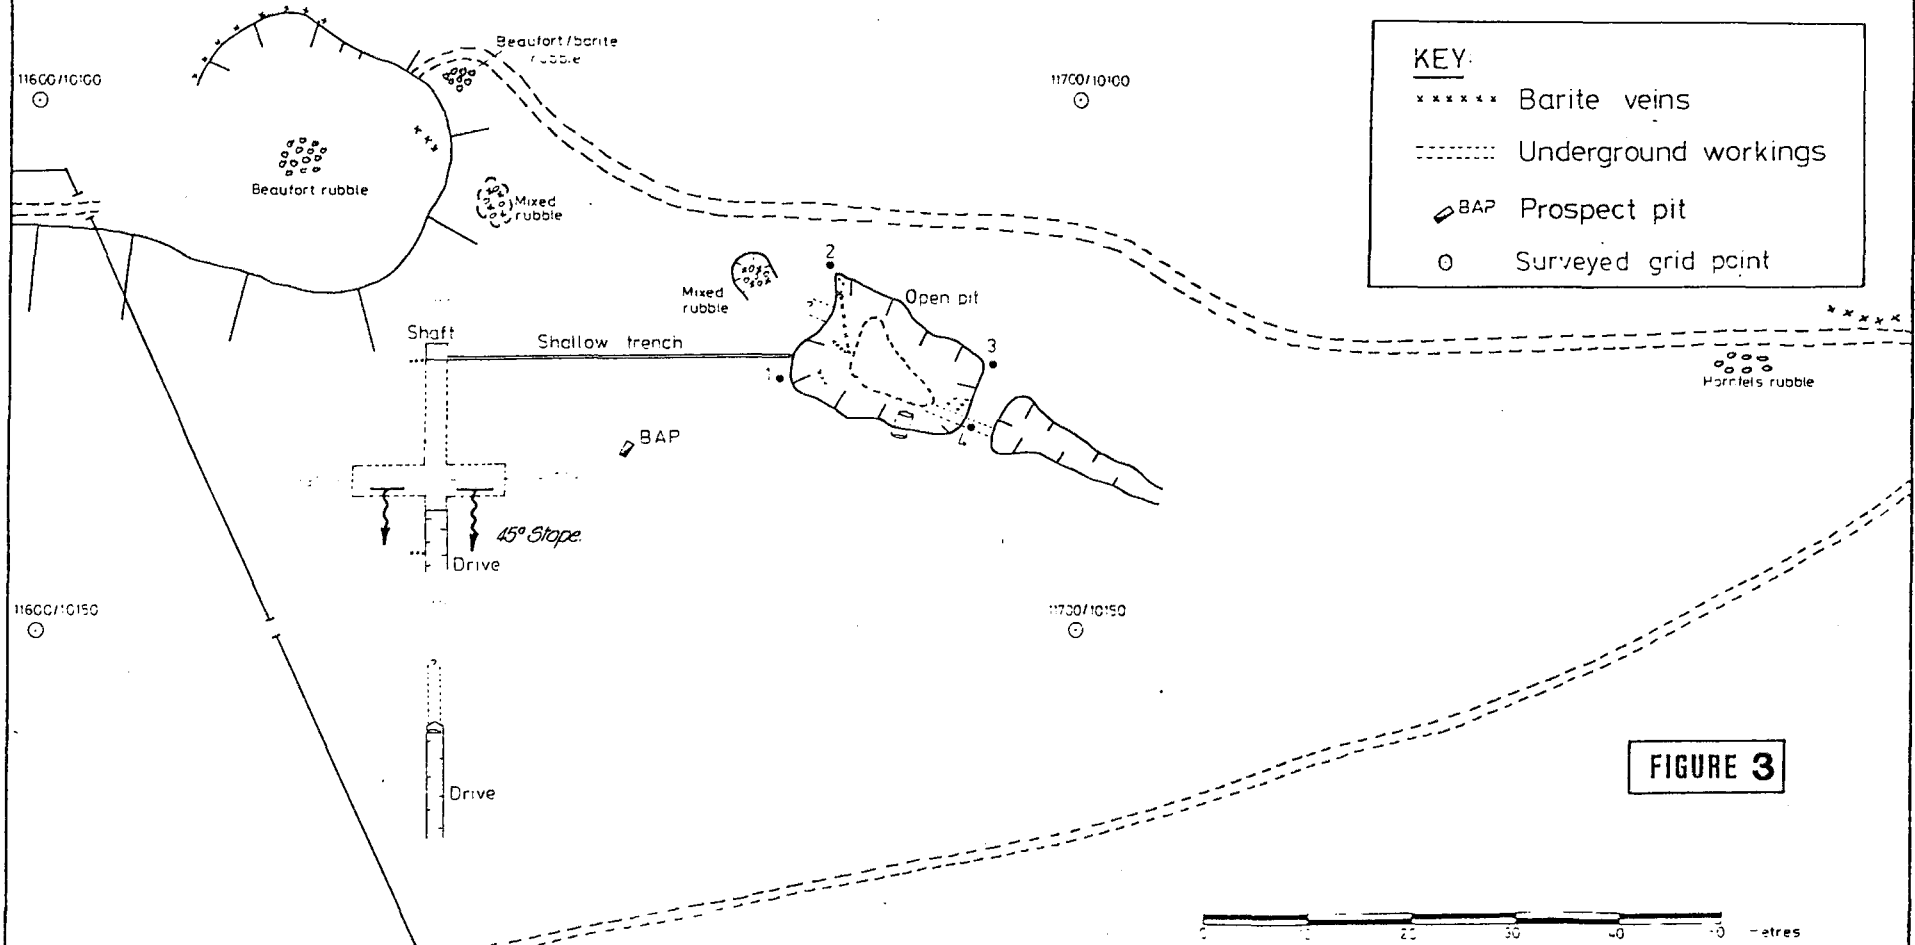 Beaufort/barite
rubble
11600/10100
11700/10100
KEY
Barite veins
Underground workings
BAP Prospect pit
Surveyed grid point
Beaufort rubble
Mixed
rubble
2
Mixed
rubble
Open pit
Shaft
Shallow trench
3
1
Hornfels rubble
4
BAP
45° Stope.
Drive
11600/10150
11700/10150
?
Drive
FIGURE 3
0 10 20 30 40